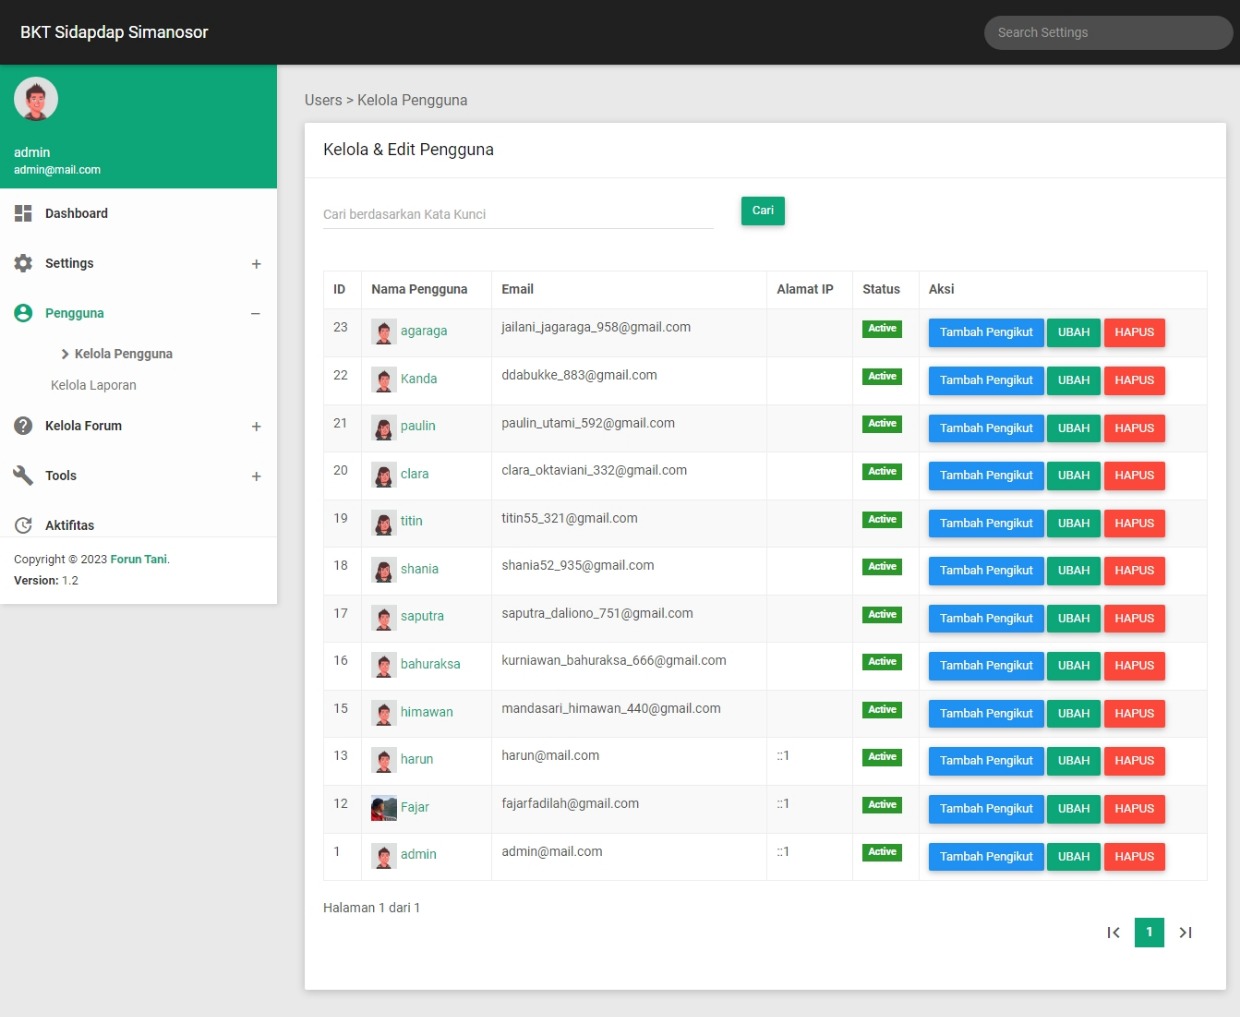 BKT Sidapdap Simanosor
Search Settings
admin
admin@mail.com
Dashboard
Settings +
Pengguna −
> Kelola Pengguna
Kelola Laporan
Kelola Forum +
Tools +
Aktifitas
Copyright © 2023 Forun Tani.
Version: 1.2
Users > Kelola Pengguna
Kelola & Edit Pengguna
Cari berdasarkan Kata Kunci
Cari
ID Nama Pengguna Email Alamat IP Status Aksi
23 agaraga jailani_jagaraga_958@gmail.com Active Tambah Pengikut UBAH HAPUS
22 Kanda ddabukke_883@gmail.com Active Tambah Pengikut UBAH HAPUS
21 paulin paulin_utami_592@gmail.com Active Tambah Pengikut UBAH HAPUS
20 clara clara_oktaviani_332@gmail.com Active Tambah Pengikut UBAH HAPUS
19 titin titin55_321@gmail.com Active Tambah Pengikut UBAH HAPUS
18 shania shania52_935@gmail.com Active Tambah Pengikut UBAH HAPUS
17 saputra saputra_daliono_751@gmail.com Active Tambah Pengikut UBAH HAPUS
16 bahuraksa kurniawan_bahuraksa_666@gmail.com Active Tambah Pengikut UBAH HAPUS
15 himawan mandasari_himawan_440@gmail.com Active Tambah Pengikut UBAH HAPUS
13 harun harun@mail.com ::1 Active Tambah Pengikut UBAH HAPUS
12 Fajar fajarfadilah@gmail.com ::1 Active Tambah Pengikut UBAH HAPUS
1 admin admin@mail.com ::1 Active Tambah Pengikut UBAH HAPUS
Halaman 1 dari 1
1